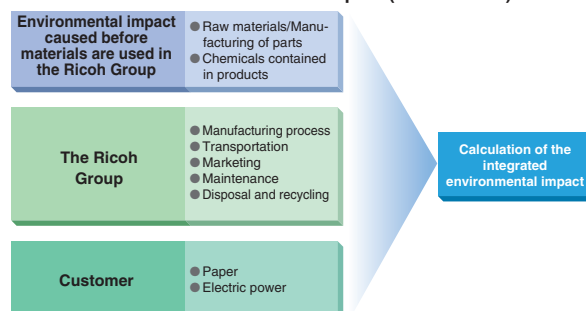 Environmental impact
caused before
materials are used in
the Ricoh Group
● Raw materials/Manu-
facturing of parts
● Chemicals contained
in products
The Ricoh
Group
● Manufacturing process
● Transportation
● Marketing
● Maintenance
● Disposal and recycling
Customer
● Paper
● Electric power
Calculation of the
integrated
environmental impact